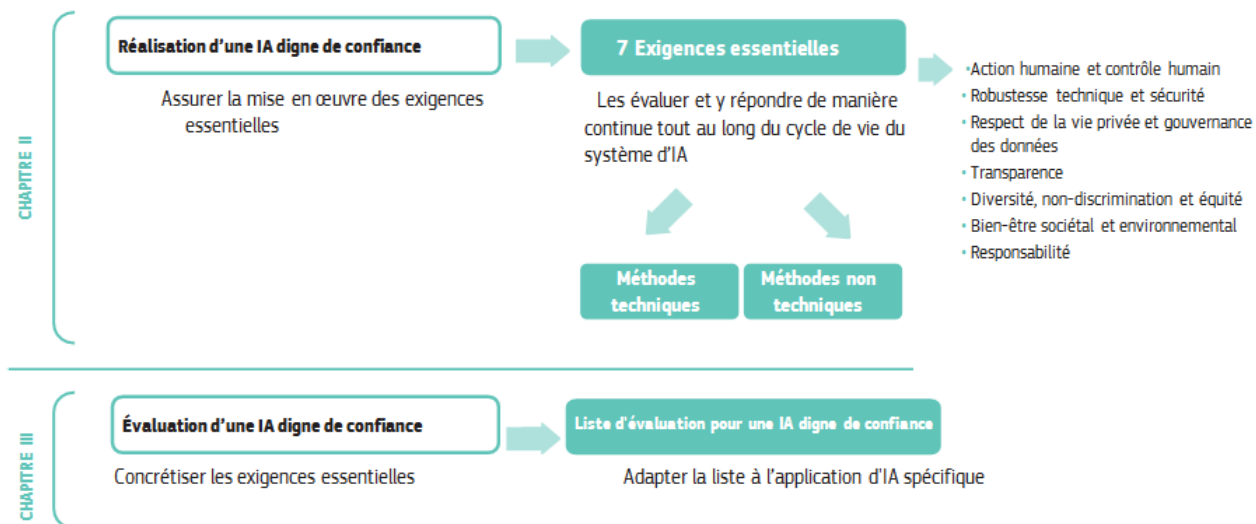 CHAPITRE II
Réalisation d’une IA digne de confiance
Assurer la mise en œuvre des exigences
essentielles
7 Exigences essentielles
Les évaluer et y répondre de manière
continue tout au long du cycle de vie du
système d’IA
Méthodes
techniques
Méthodes non
techniques
•Action humaine et contrôle humain
• Robustesse technique et sécurité
• Respect de la vie privée et gouvernance
des données
• Transparence
• Diversité, non-discrimination et équité
• Bien-être sociétal et environnemental
• Responsabilité
CHAPITRE III
Évaluation d’une IA digne de confiance
Concrétiser les exigences essentielles
Liste d'évaluation pour une IA digne de confiance
Adapter la liste à l’application d'IA spécifique